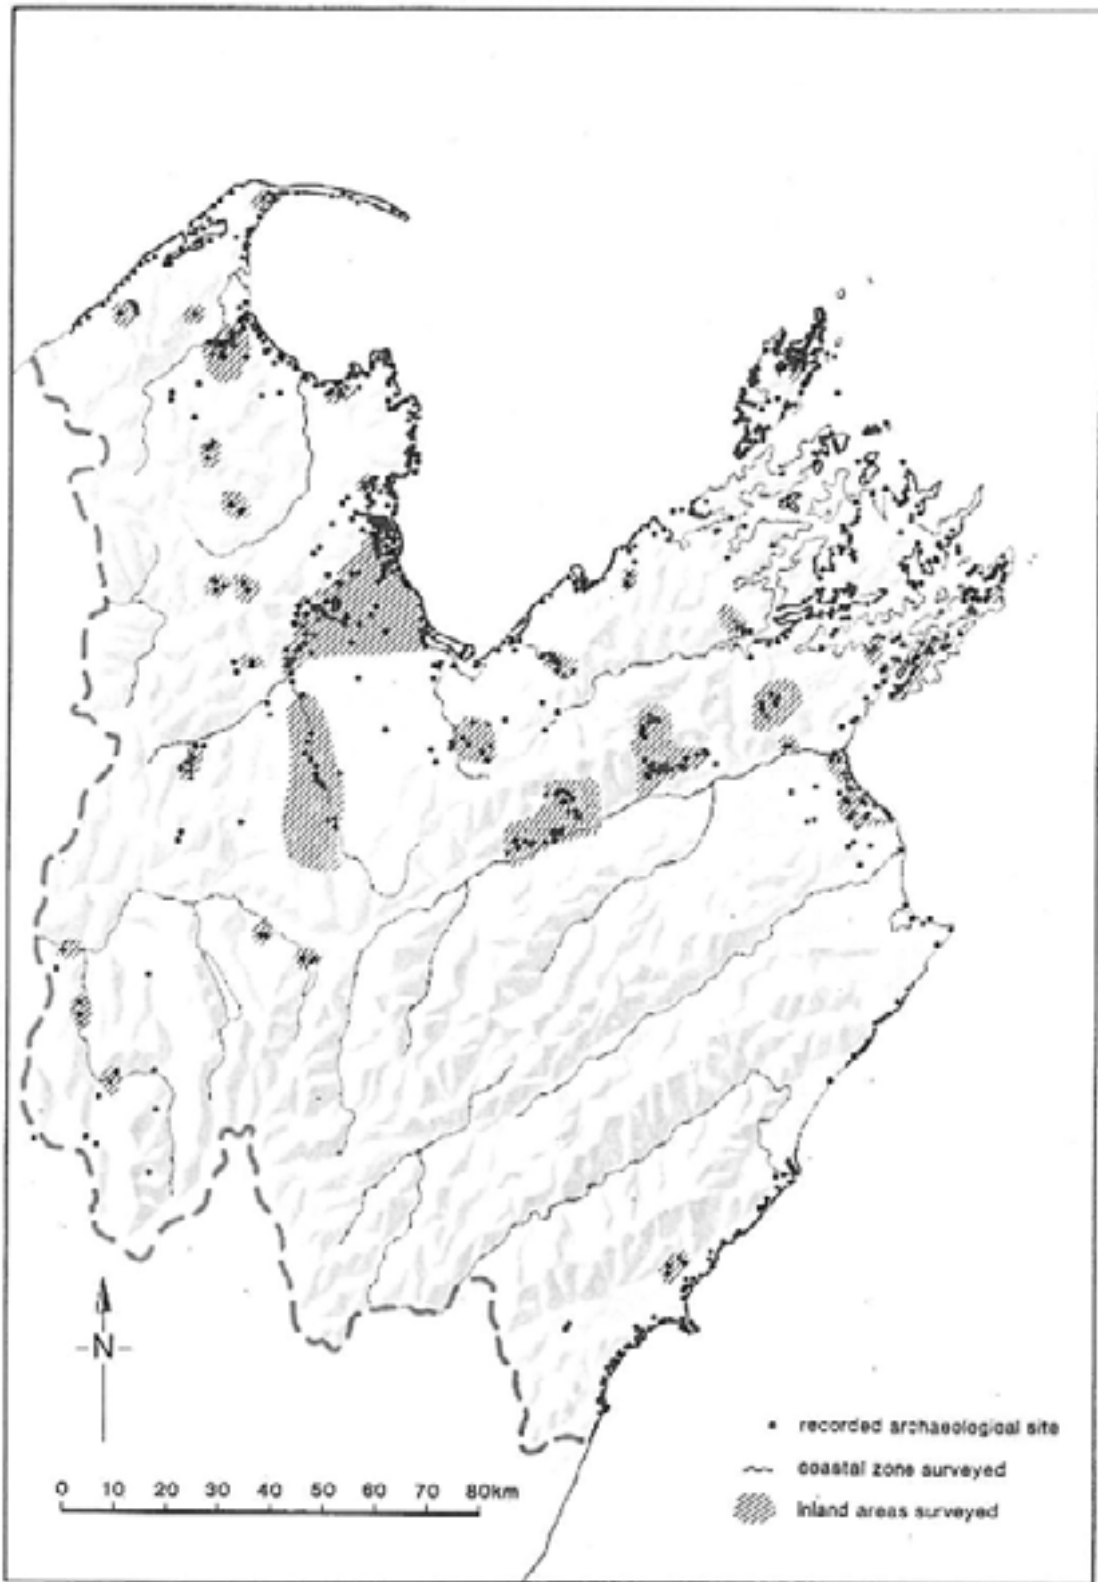 -N-
0 10 20 30 40 50 60 70 80km
recorded archaeological site
coastal zone surveyed
inland areas surveyed